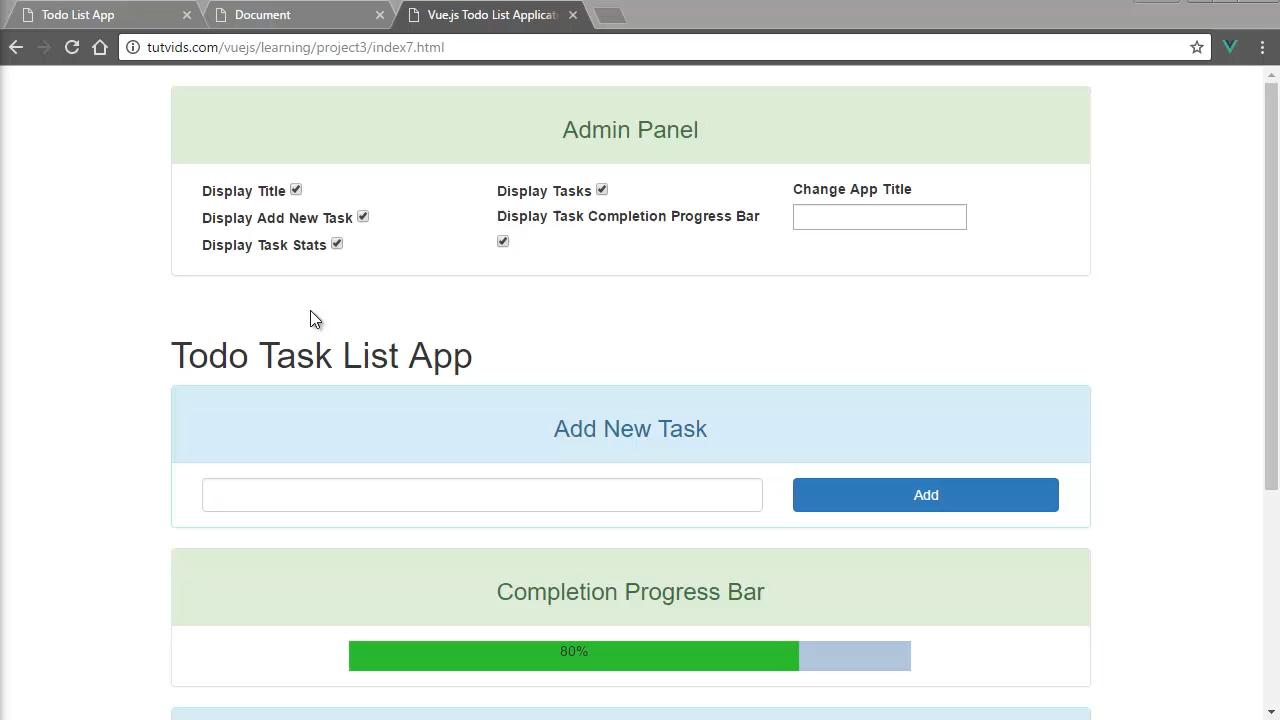 Todo List App
Document
Vue.js Todo List Applicat
tutvids.com/vuejs/learning/project3/index7.html
Admin Panel
Display Title
Display Add New Task
Display Task Stats
Display Tasks
Display Task Completion Progress Bar
Change App Title
Todo Task List App
Add New Task
Add
Completion Progress Bar
80%